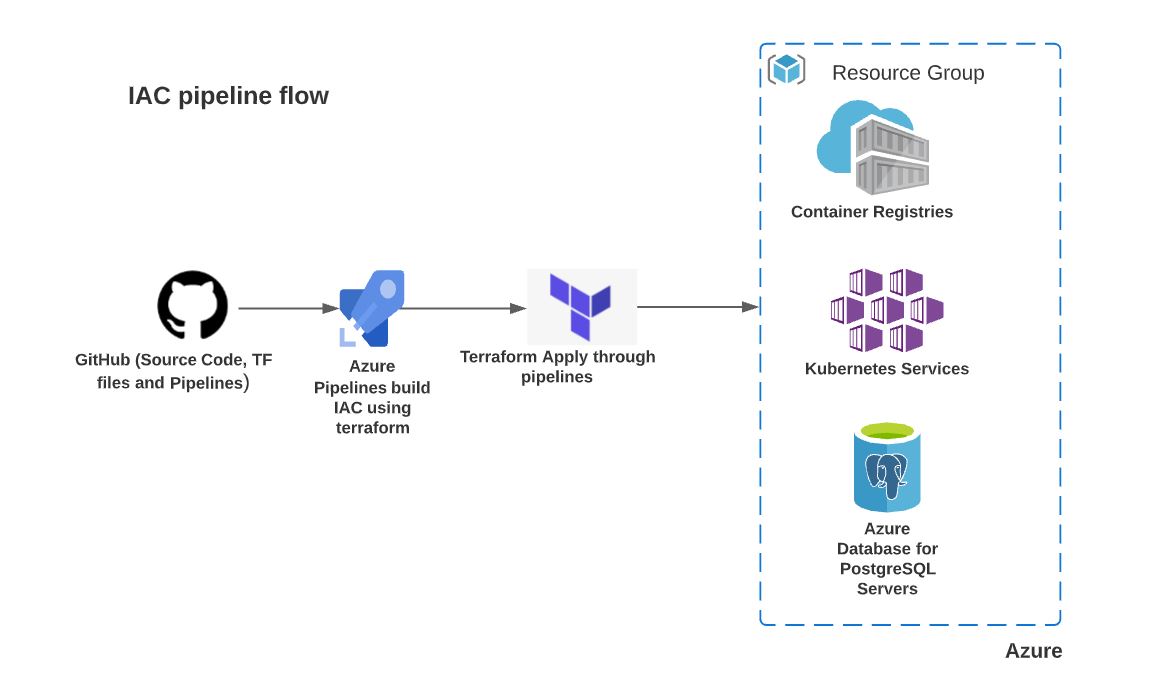 IAC pipeline flow
Resource Group
Container Registries
GitHub (Source Code, TF
files and Pipelines)
Azure
Pipelines build
IAC using
terraform
Terraform Apply through
pipelines
Kubernetes Services
Azure
Database for
PostgreSQL
Servers
Azure